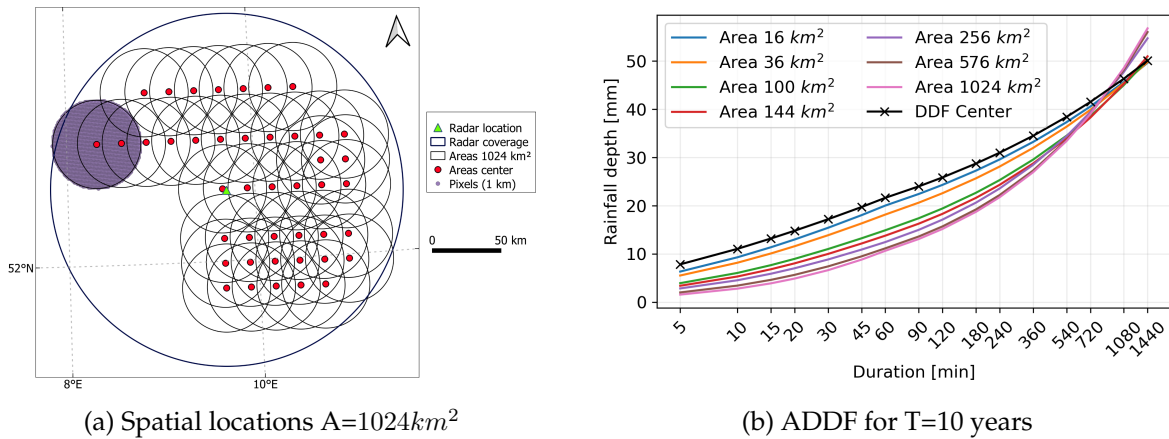 10°E
52°N
8°E
10°E
Radar location
Radar coverage
Areas 1024 km²
Areas center
Pixels (1 km)
0 50 km
(a) Spatial locations A=1024km²
Rainfall depth [mm]
50
40
30
20
10
0
Area 16 km²
Area 36 km²
Area 100 km²
Area 144 km²
Area 256 km²
Area 576 km²
Area 1024 km²
DDF Center
5 10 15 20 30 45 60 90 120 180 240 360 540 720 1080 1440
Duration [min]
(b) ADDF for T=10 years